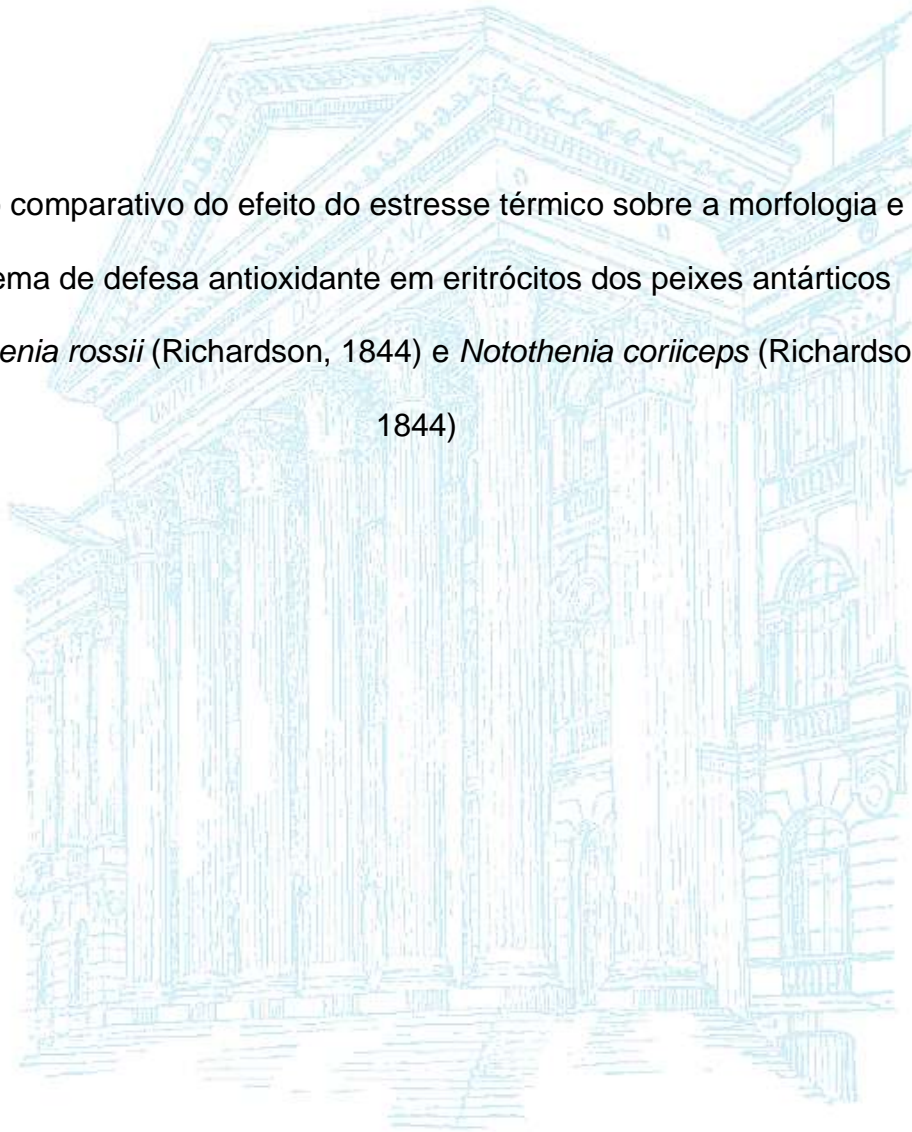 comparativo do efeito do estresse térmico sobre a morfologia e
ema de defesa antioxidante em eritrócitos dos peixes antárticos
enia rossii (Richardson, 1844) e Notothenia coriiceps (Richardso
1844)